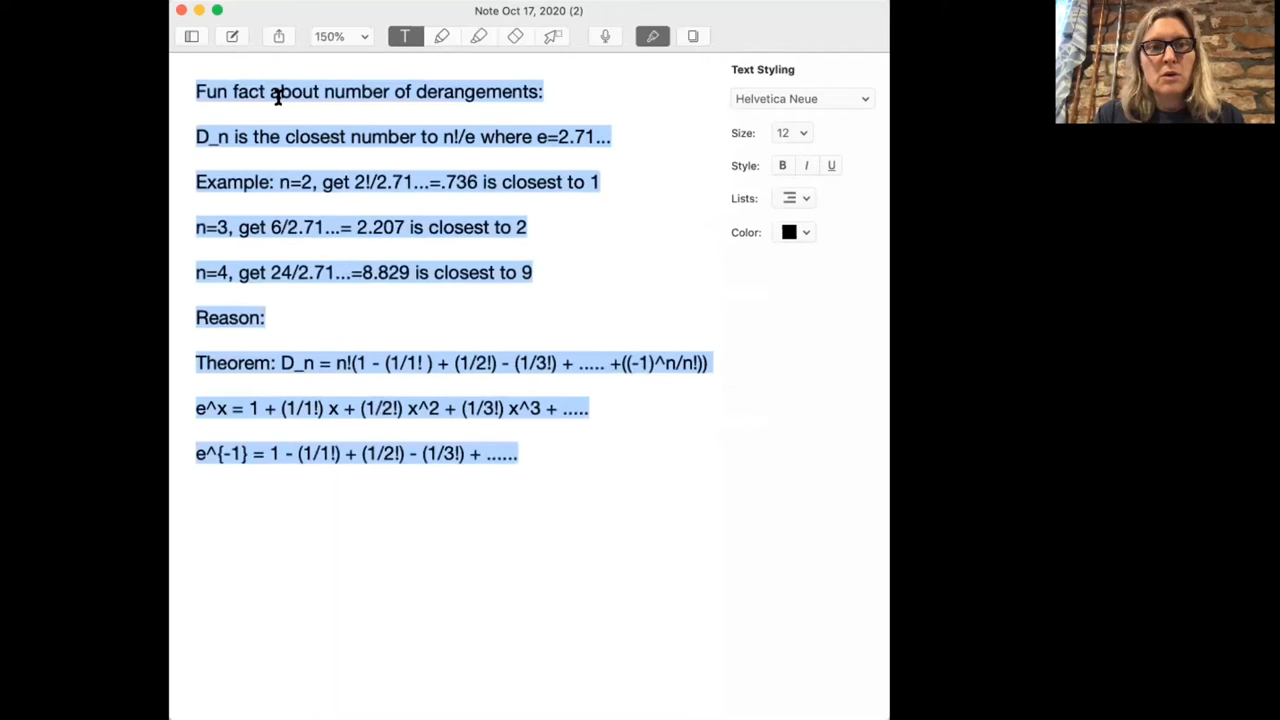 Note Oct 17, 2020 (2)
150%
T
Fun fact about number of derangements:
D_n is the closest number to n!/e where e=2.71...
Example: n=2, get 2!/2.71...=.736 is closest to 1
n=3, get 6/2.71...= 2.207 is closest to 2
n=4, get 24/2.71...=8.829 is closest to 9
Reason:
Theorem: D_n = n!(1 - (1/1! ) + (1/2!) - (1/3!) + ..... +((-1)^n/n!))
e^x = 1 + (1/1!) x + (1/2!) x^2 + (1/3!) x^3 + .....
e^{-1} = 1 - (1/1!) + (1/2!) - (1/3!) + ......
Text Styling
Helvetica Neue
Size: 12
Style: B I U
Lists:
Color: